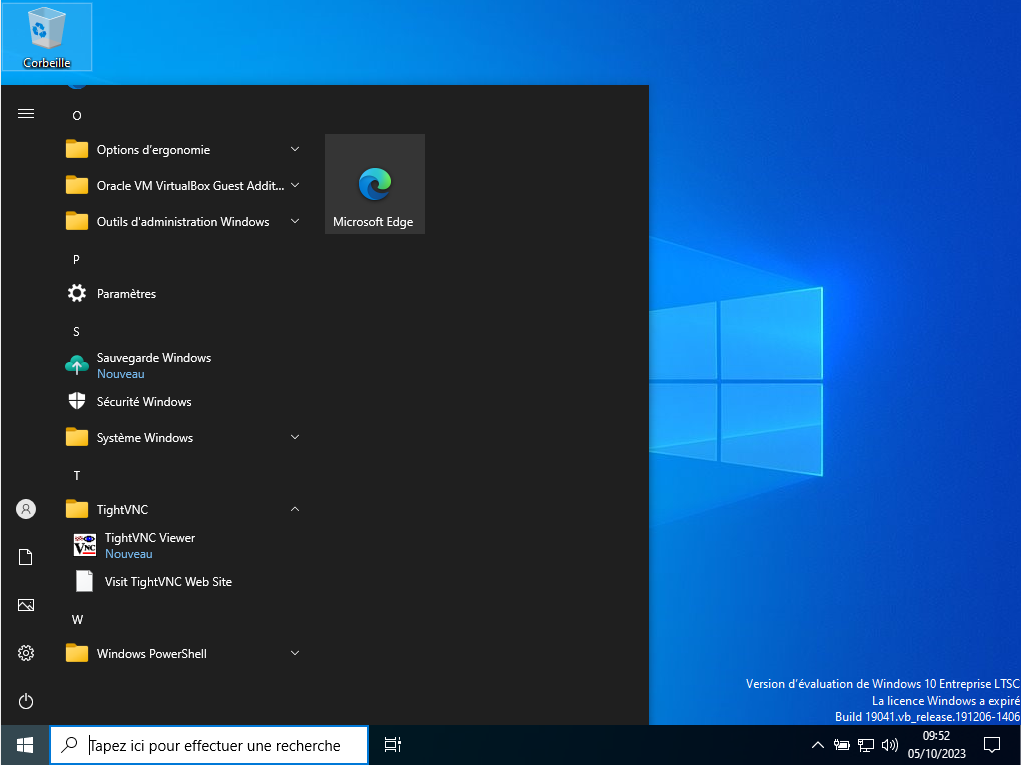 Corbeille
O
Options d'ergonomie
Oracle VM VirtualBox Guest Addit...
Outils d'administration Windows
Microsoft Edge
P
Paramètres
S
Sauvegarde Windows
Nouveau
Sécurité Windows
Système Windows
T
TightVNC
VNC
TightVNC Viewer
Nouveau
Visit TightVNC Web Site
W
Windows PowerShell
Version d'évaluation de Windows 10 Entreprise LTSC
La licence Windows a expiré
Build 19041.vb_release.191206-1406
Tapez ici pour effectuer une recherche
09:52
05/10/2023